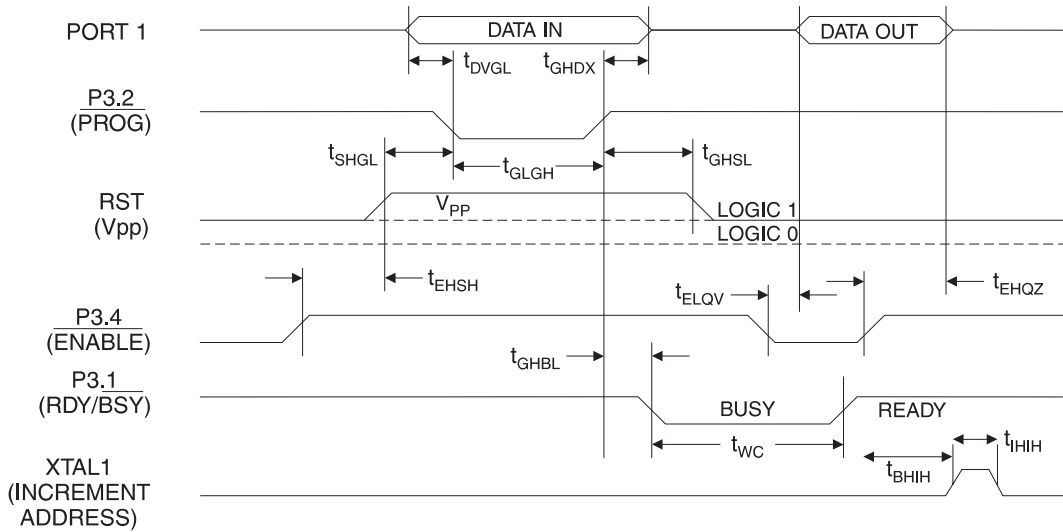 PORT 1
DATA IN
DATA OUT
tDVGL
tGHDX
P3.2
(PROG)
tSHGL
tGLGH
tGHSL
RST
(Vpp)
VPP
LOGIC 1
LOGIC 0
tEHSH
tELQV
tEHQZ
P3.4
(ENABLE)
tGHBL
P3.1
(RDY/BSY)
BUSY
READY
tWC
tIHIH
tBHIH
XTAL1
(INCREMENT
ADDRESS)